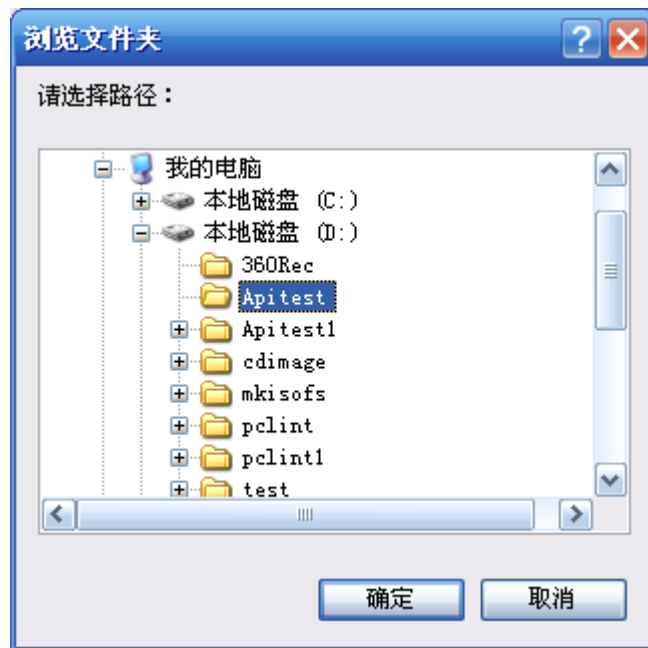 浏览文件夹
请选择路径：
我的电脑
本地磁盘 (C:)
本地磁盘 (D:)
360Rec
Apitest
Apitest1
cdimage
mkisofs
pclint
pclint1
test
确定 取消